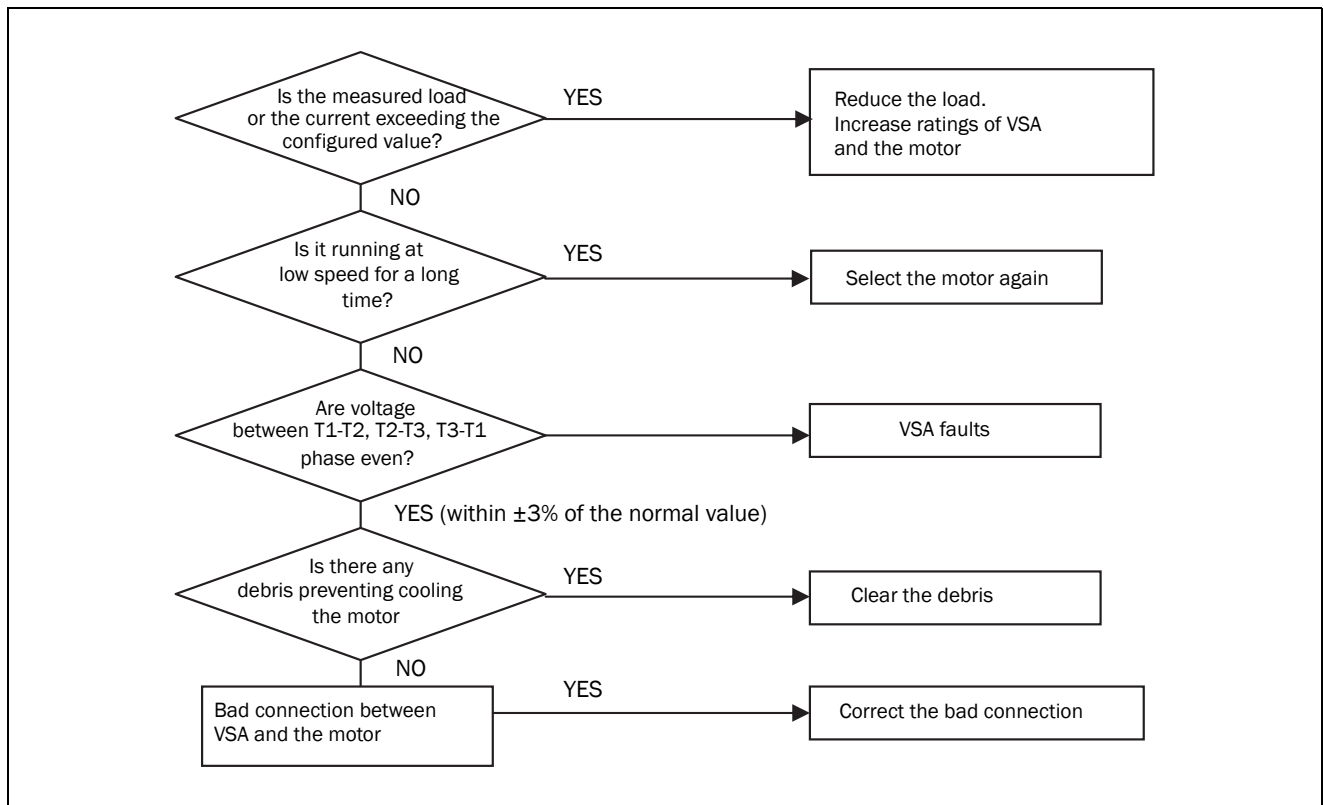 Is the measured load
or the current exceeding the
configured value?
YES
Reduce the load.
Increase ratings of VSA
and the motor
NO
Is it running at
low speed for a long
time?
YES
Select the motor again
NO
Are voltage
between T1-T2, T2-T3, T3-T1
phase even?
VSA faults
YES (within ±3% of the normal value)
Is there any
debris preventing cooling
the motor
YES
Clear the debris
NO
Bad connection between
VSA and the motor
YES
Correct the bad connection